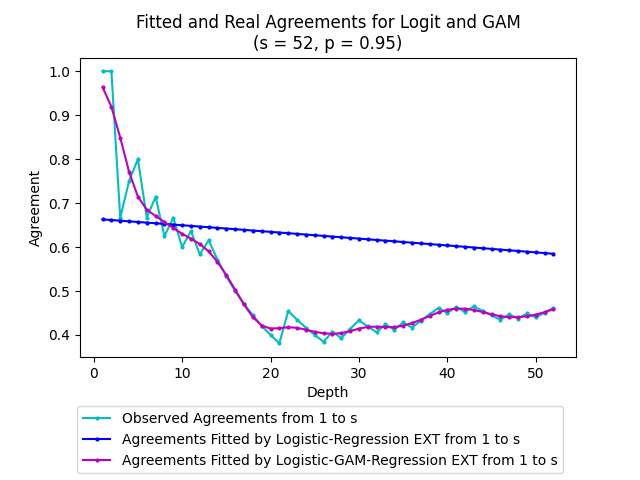 Fitted and Real Agreements for Logit and GAM
(s = 52, p = 0.95)
1.0
0.9
0.8
0.7
0.6
0.5
0.4
Agreement
0
10
20
30
40
50
Depth
Observed Agreements from 1 to s
Agreements Fitted by Logistic-Regression EXT from 1 to s
Agreements Fitted by Logistic-GAM-Regression EXT from 1 to s